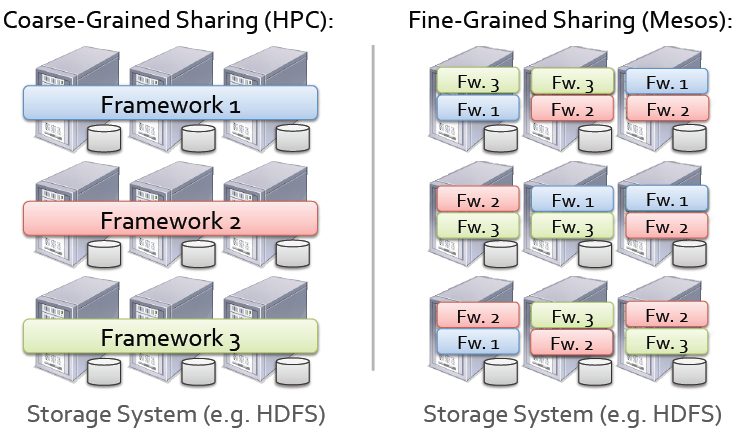 Coarse-Grained Sharing (HPC):
Framework 1
Framework 2
Framework 3
Storage System (e.g. HDFS)
Fine-Grained Sharing (Mesos):
Fw. 3 Fw. 3 Fw. 1
Fw. 1 Fw. 2 Fw. 2
Fw. 2 Fw. 1 Fw. 1
Fw. 3 Fw. 3 Fw. 2
Fw. 2 Fw. 3 Fw. 2
Fw. 1 Fw. 2 Fw. 3
Storage System (e.g. HDFS)